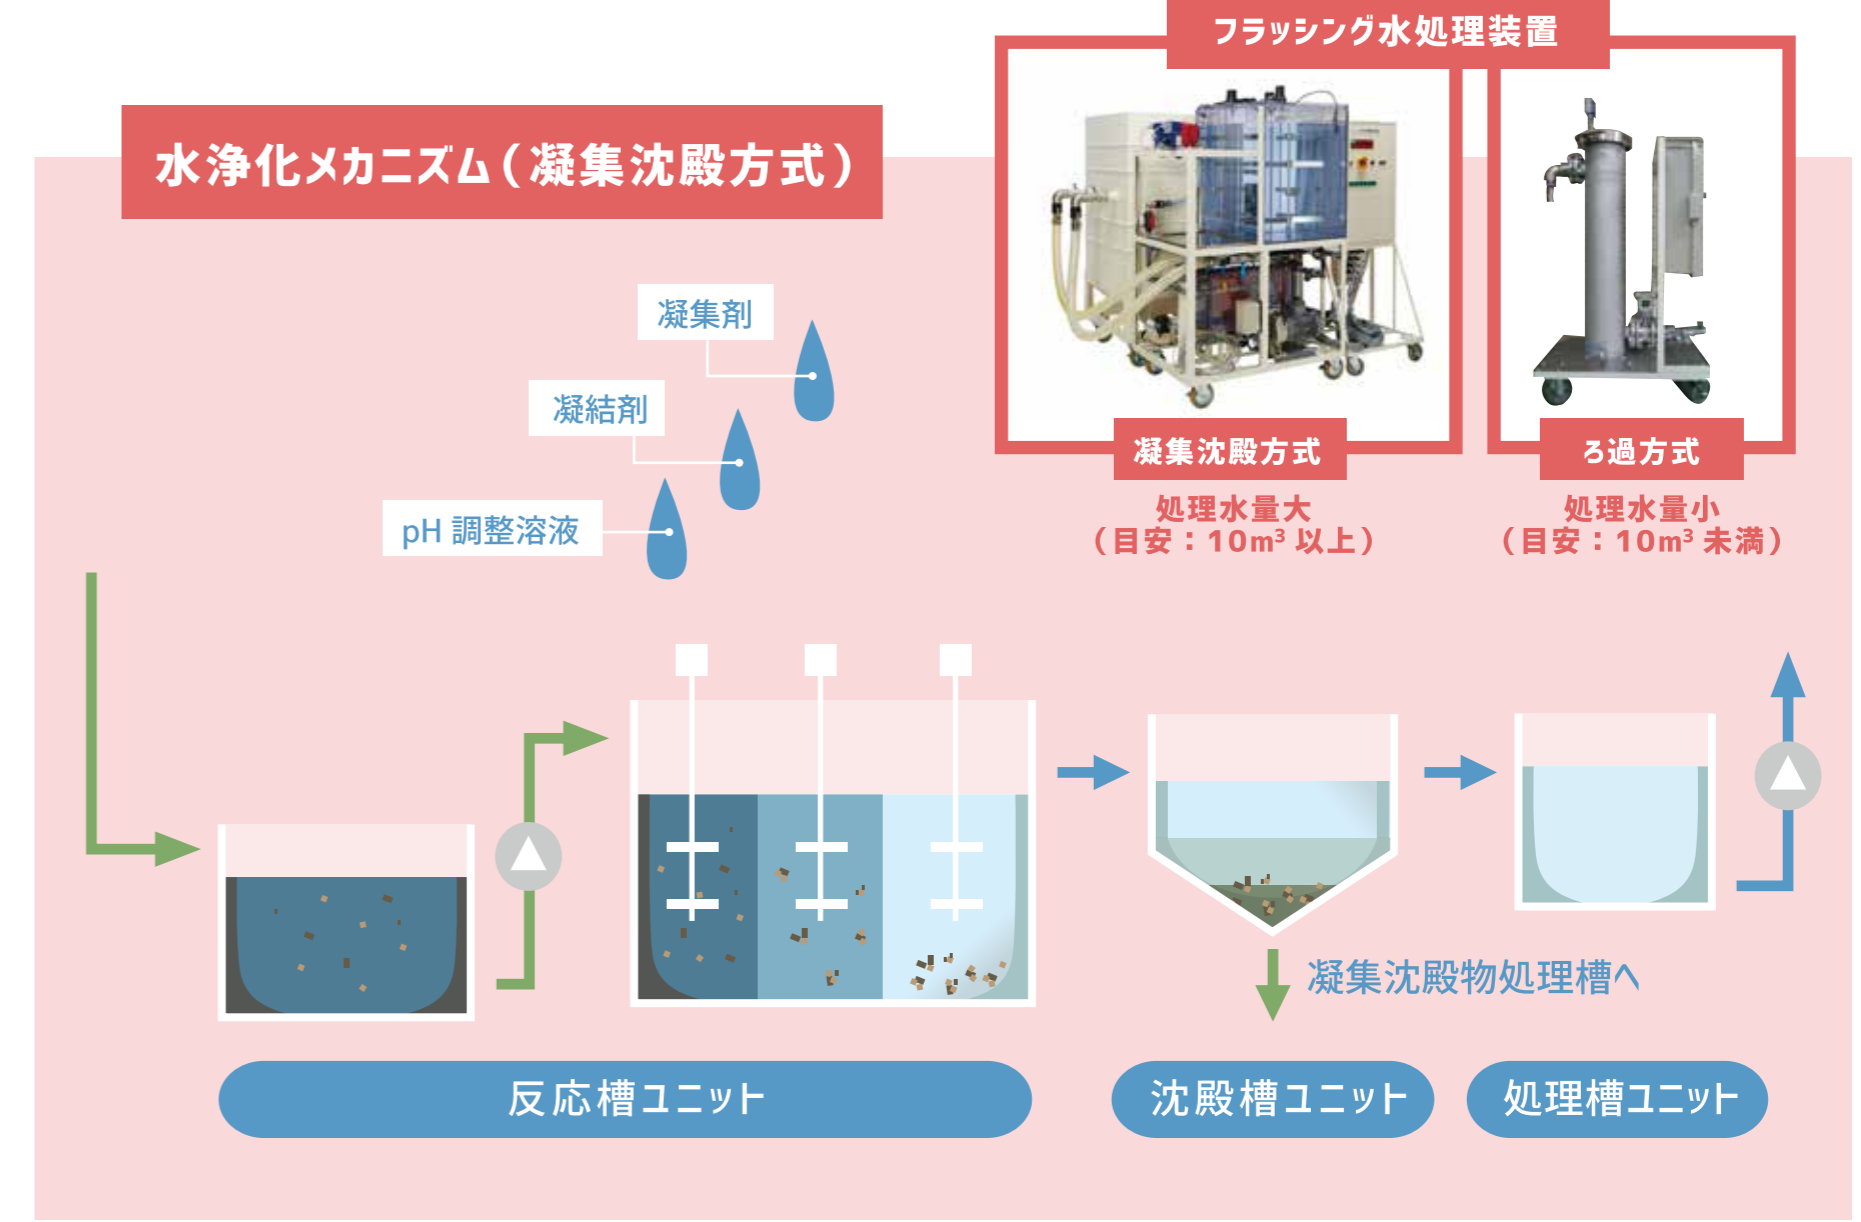 フラッシング水処理装置
水浄化メカニズム(凝集沈殿方式)
凝集剤
凝結剤
pH 調整溶液
凝集沈殿方式
処理水量大
(目安：10m³ 以上)
ろ過方式
処理水量小
(目安：10m³ 未満)
凝集沈殿物処理槽へ
反応槽ユニット
沈殿槽ユニット
処理槽ユニット